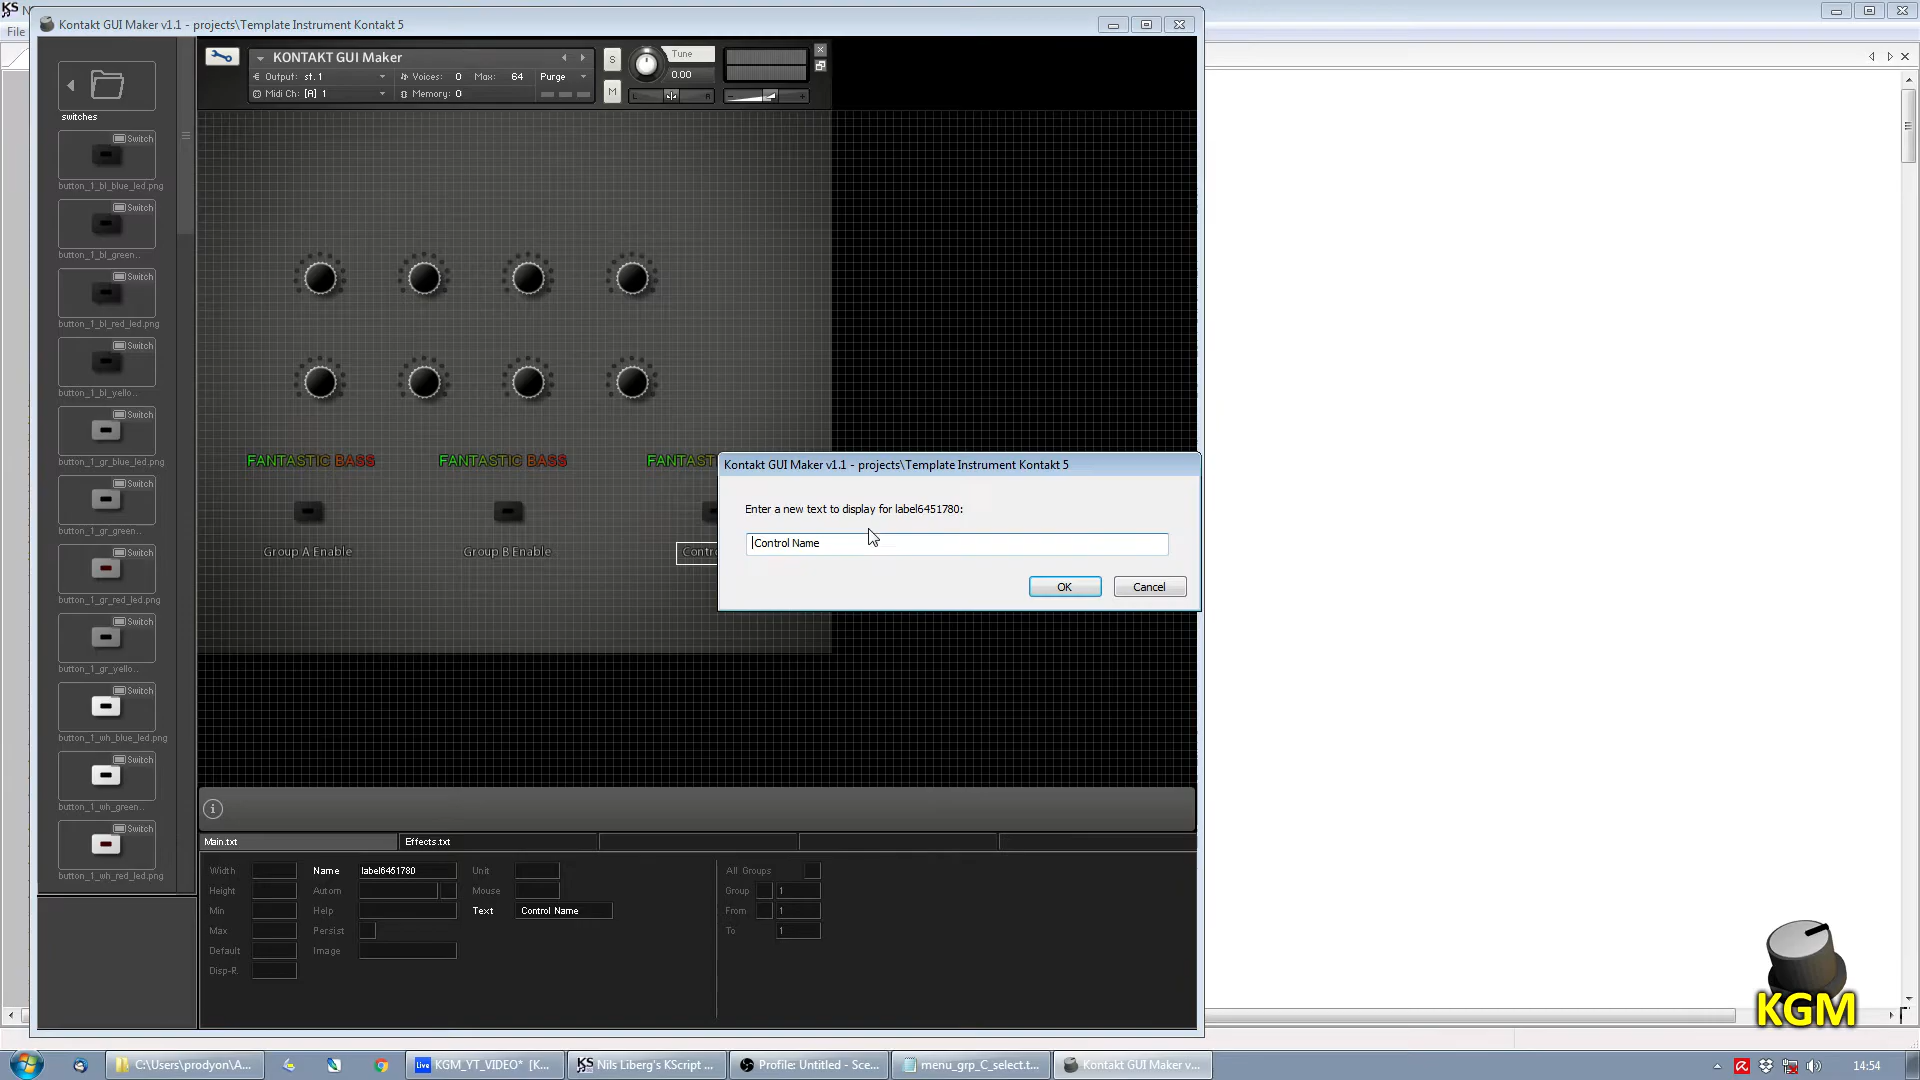 Kontakt GUI Maker v1.1 - projects\Template Instrument Kontakt 5
File
KONTAKT GUI Maker
Output: st.1
Voices: 0 Max: 64 Purge
Midi Ch: [A] 1
Memory: 0
S
M
Tune
0.00
L R
switches
Switch
button_1_bl_blue_led.png
Switch
button_1_bl_green..
Switch
button_1_bl_red_led.png
Switch
button_1_bl_yello..
Switch
button_1_gr_blue_led.png
Switch
button_1_gr_green..
Switch
button_1_gr_red_led.png
Switch
button_1_gr_yello..
Switch
button_1_wh_blue_led.png
Switch
button_1_wh_green..
Switch
button_1_wh_red_led.png
FANTASTIC BASS
FANTASTIC BASS
FANTAS
Group A Enable
Group B Enable
Contro
Kontakt GUI Maker v1.1 - projects\Template Instrument Kontakt 5
Enter a new text to display for label6451780:
Control Name
OK
Cancel
Main.txt
Effects.txt
Width
Height
Min
Max
Default
Disp-R.
Name label6451780
Autom
Help
Persist
Image
Unit
Mouse
Text Control Name
All Groups
Group 1
From 1
To 1
KGM
C:\Users\prodyon\A...
Live
KGM_YT_VIDEO* [K...
KS
Nils Liberg's KScript ...
Profile: Untitled - Sce...
menu_grp_C_select.t...
Kontakt GUI Maker v...
14:54